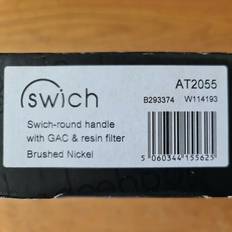 swich
AT2055
B293374 W114193
Swich-round handle
with GAC & resin filter
Brushed Nickel
5 060344 155625